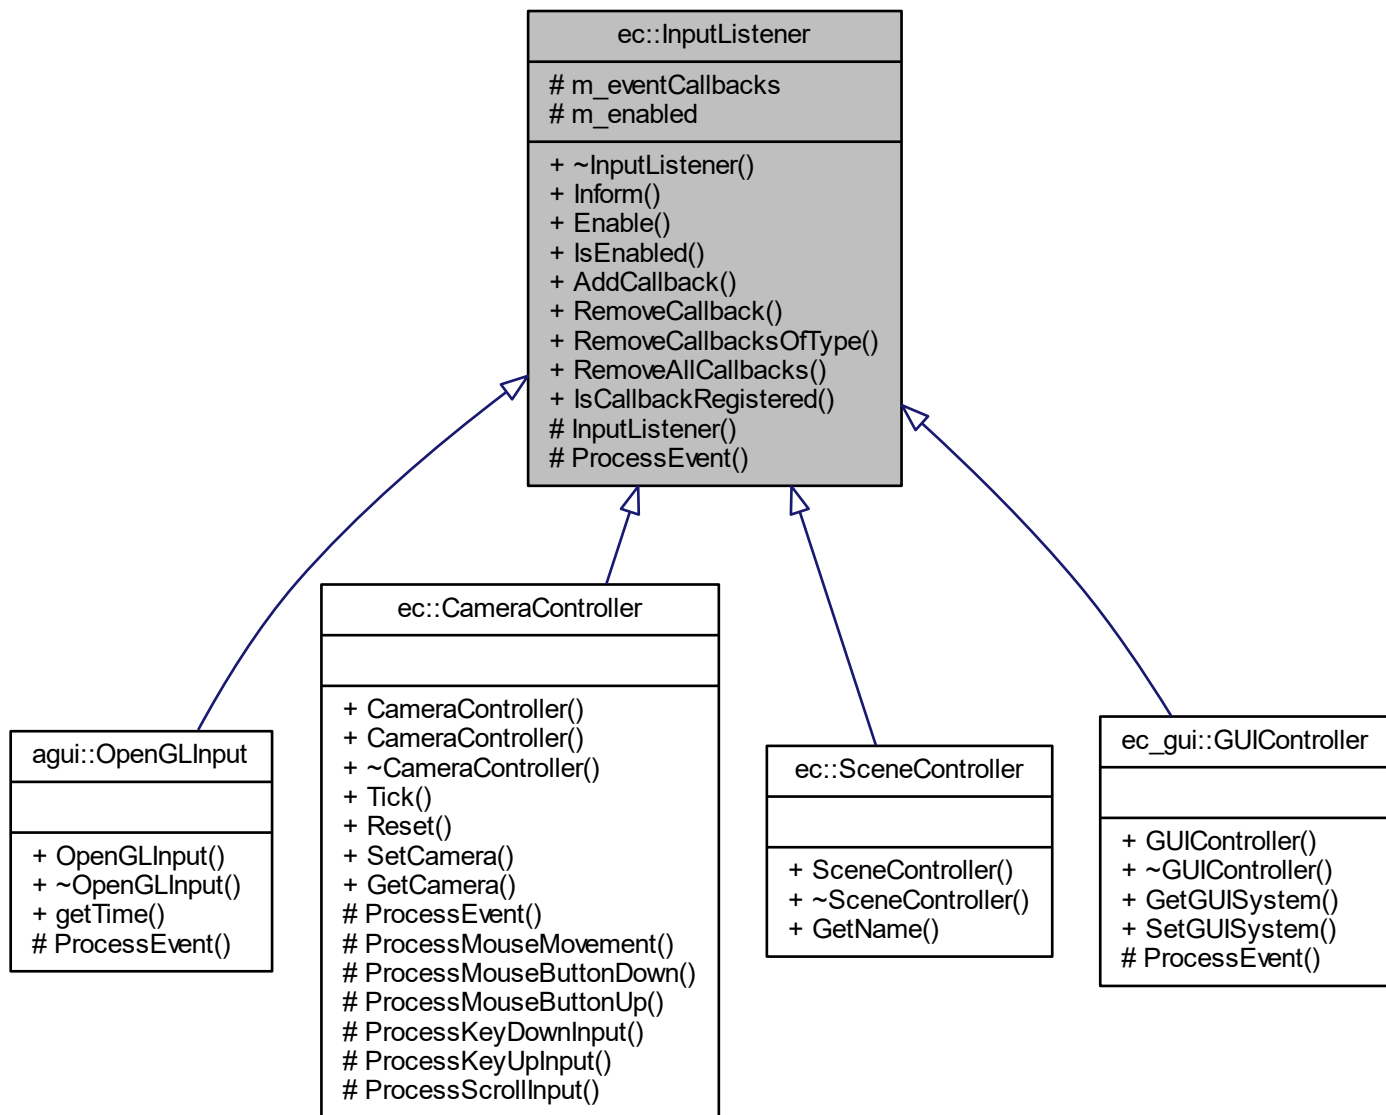 ec::InputListener
# m_eventCallbacks
# m_enabled
+ ~InputListener()
+ Inform()
+ Enable()
+ IsEnabled()
+ AddCallback()
+ RemoveCallback()
+ RemoveCallbacksOfType()
+ RemoveAllCallbacks()
+ IsCallbackRegistered()
# InputListener()
# ProcessEvent()
agui::OpenGLInput
+ OpenGLInput()
+ ~OpenGLInput()
+ getTime()
# ProcessEvent()
ec::CameraController
+ CameraController()
+ CameraController()
+ ~CameraController()
+ Tick()
+ Reset()
+ SetCamera()
+ GetCamera()
# ProcessEvent()
# ProcessMouseMovement()
# ProcessMouseButtonDown()
# ProcessMouseButtonUp()
# ProcessKeyDownInput()
# ProcessKeyUpInput()
# ProcessScrollInput()
ec::SceneController
+ SceneController()
+ ~SceneController()
+ GetName()
ec_gui::GUIController
+ GUIController()
+ ~GUIController()
+ GetGUISystem()
+ SetGUISystem()
# ProcessEvent()